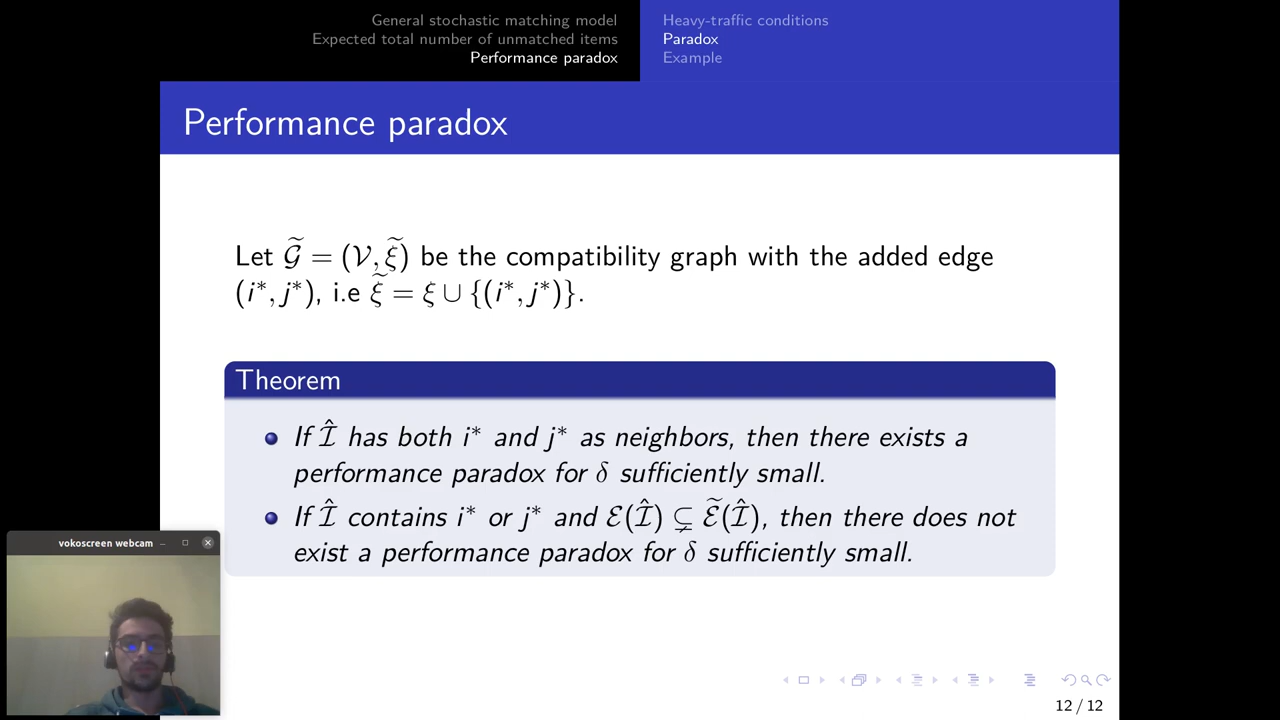 General stochastic matching model
Expected total number of unmatched items
Performance paradox
Heavy-traffic conditions
Paradox
Example
Performance paradox
Let 𝒢̃ = (𝒱, ξ̃) be the compatibility graph with the added edge
(i*, j*), i.e ξ̃ = ξ ∪ {(i*, j*)}.
Theorem
If ℐ̂ has both i* and j* as neighbors, then there exists a
performance paradox for δ sufficiently small.
If ℐ̂ contains i* or j* and ℰ(ℐ̂) ⊊ ℰ̃(ℐ̂), then there does not
exist a performance paradox for δ sufficiently small.
vokoscreen webcam
12 / 12